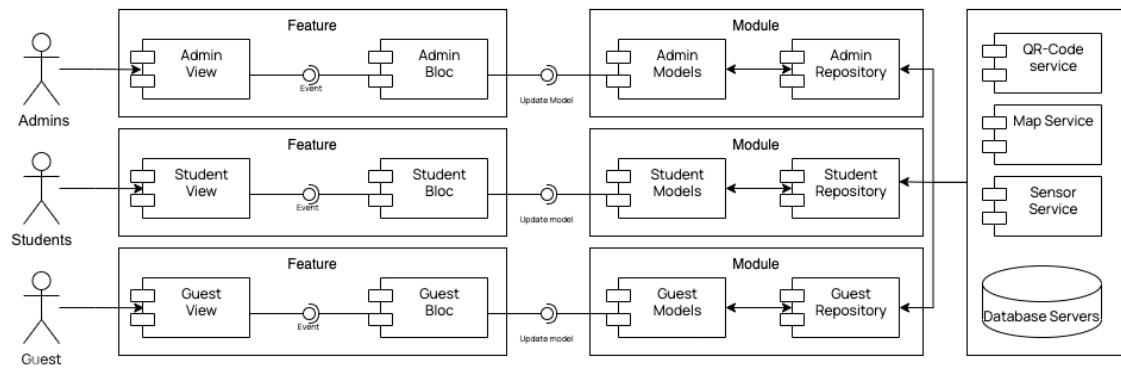 Feature
Module
Admin
View
Admin
Bloc
Admin
Models
Admin
Repository
QR-Code
service
Event
Update Model
Admins
Map Service
Feature
Module
Student
View
Student
Bloc
Student
Models
Student
Repository
Sensor
Service
Event
Update model
Students
Feature
Module
Guest
View
Guest
Bloc
Guest
Models
Guest
Repository
Database Servers
Event
Update model
Guest